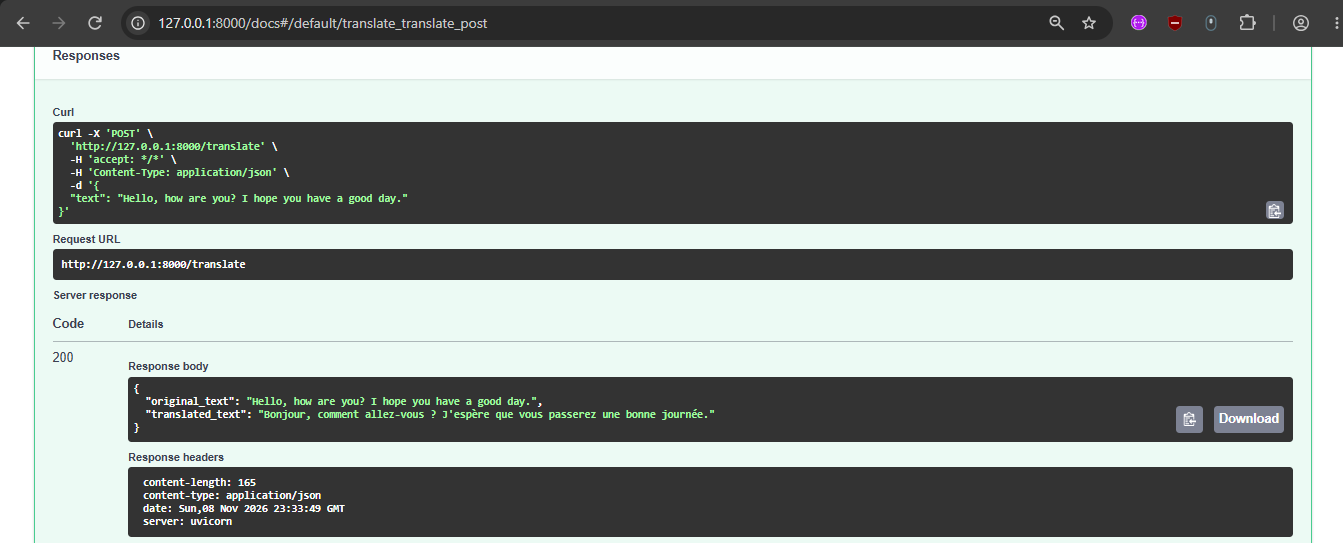 127.0.0.1:8000/docs#/default/translate_translate_post
Responses
Curl
curl -X 'POST' \
'http://127.0.0.1:8000/translate' \
-H 'accept: */*' \
-H 'Content-Type: application/json' \
-d '{
"text": "Hello, how are you? I hope you have a good day."
}'
Request URL
http://127.0.0.1:8000/translate
Server response
Code Details
200
Response body
{
"original_text": "Hello, how are you? I hope you have a good day.",
"translated_text": "Bonjour, comment allez-vous ? J'espère que vous passerez une bonne journée."
}
Download
Response headers
content-length: 165
content-type: application/json
date: Sun,08 Nov 2026 23:33:49 GMT
server: uvicorn